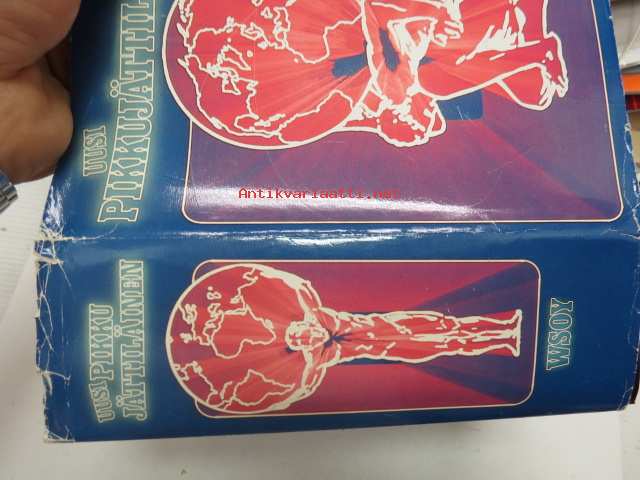 UUSI
PIKKUJÄTTIL
Antikvariaatti.net
UUSI PIKKU
JÄTTILÄINEN
WSOY